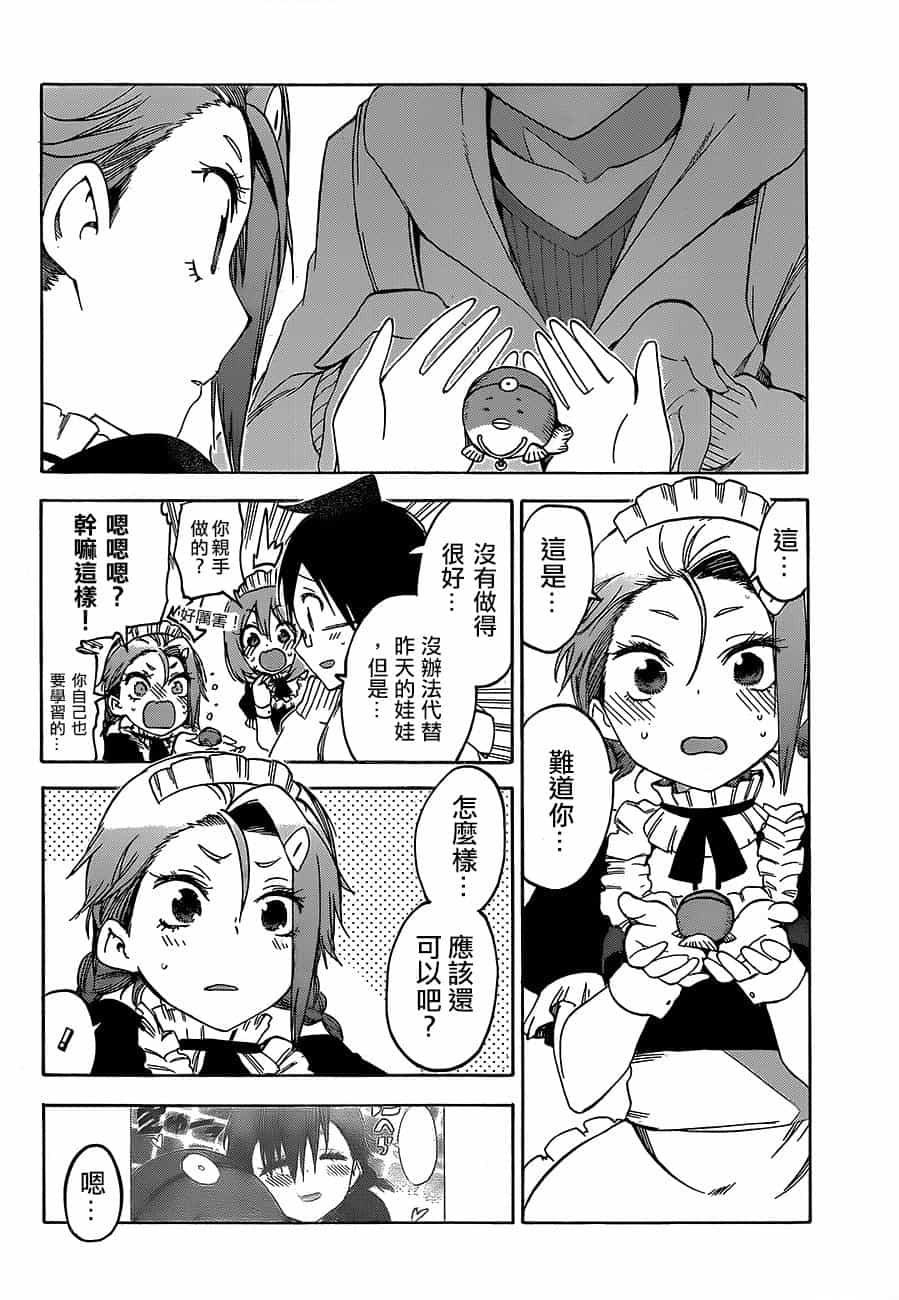 這…
這是…
難道你…
沒有做得
很好…
沒辦法代替
昨天的娃娃
，但是…
你親手
做的？
好厲害！
嗯嗯嗯？
幹嘛這樣！
你自己也
要學習的…
怎麼樣…
應該還
可以吧？
！
嗯…